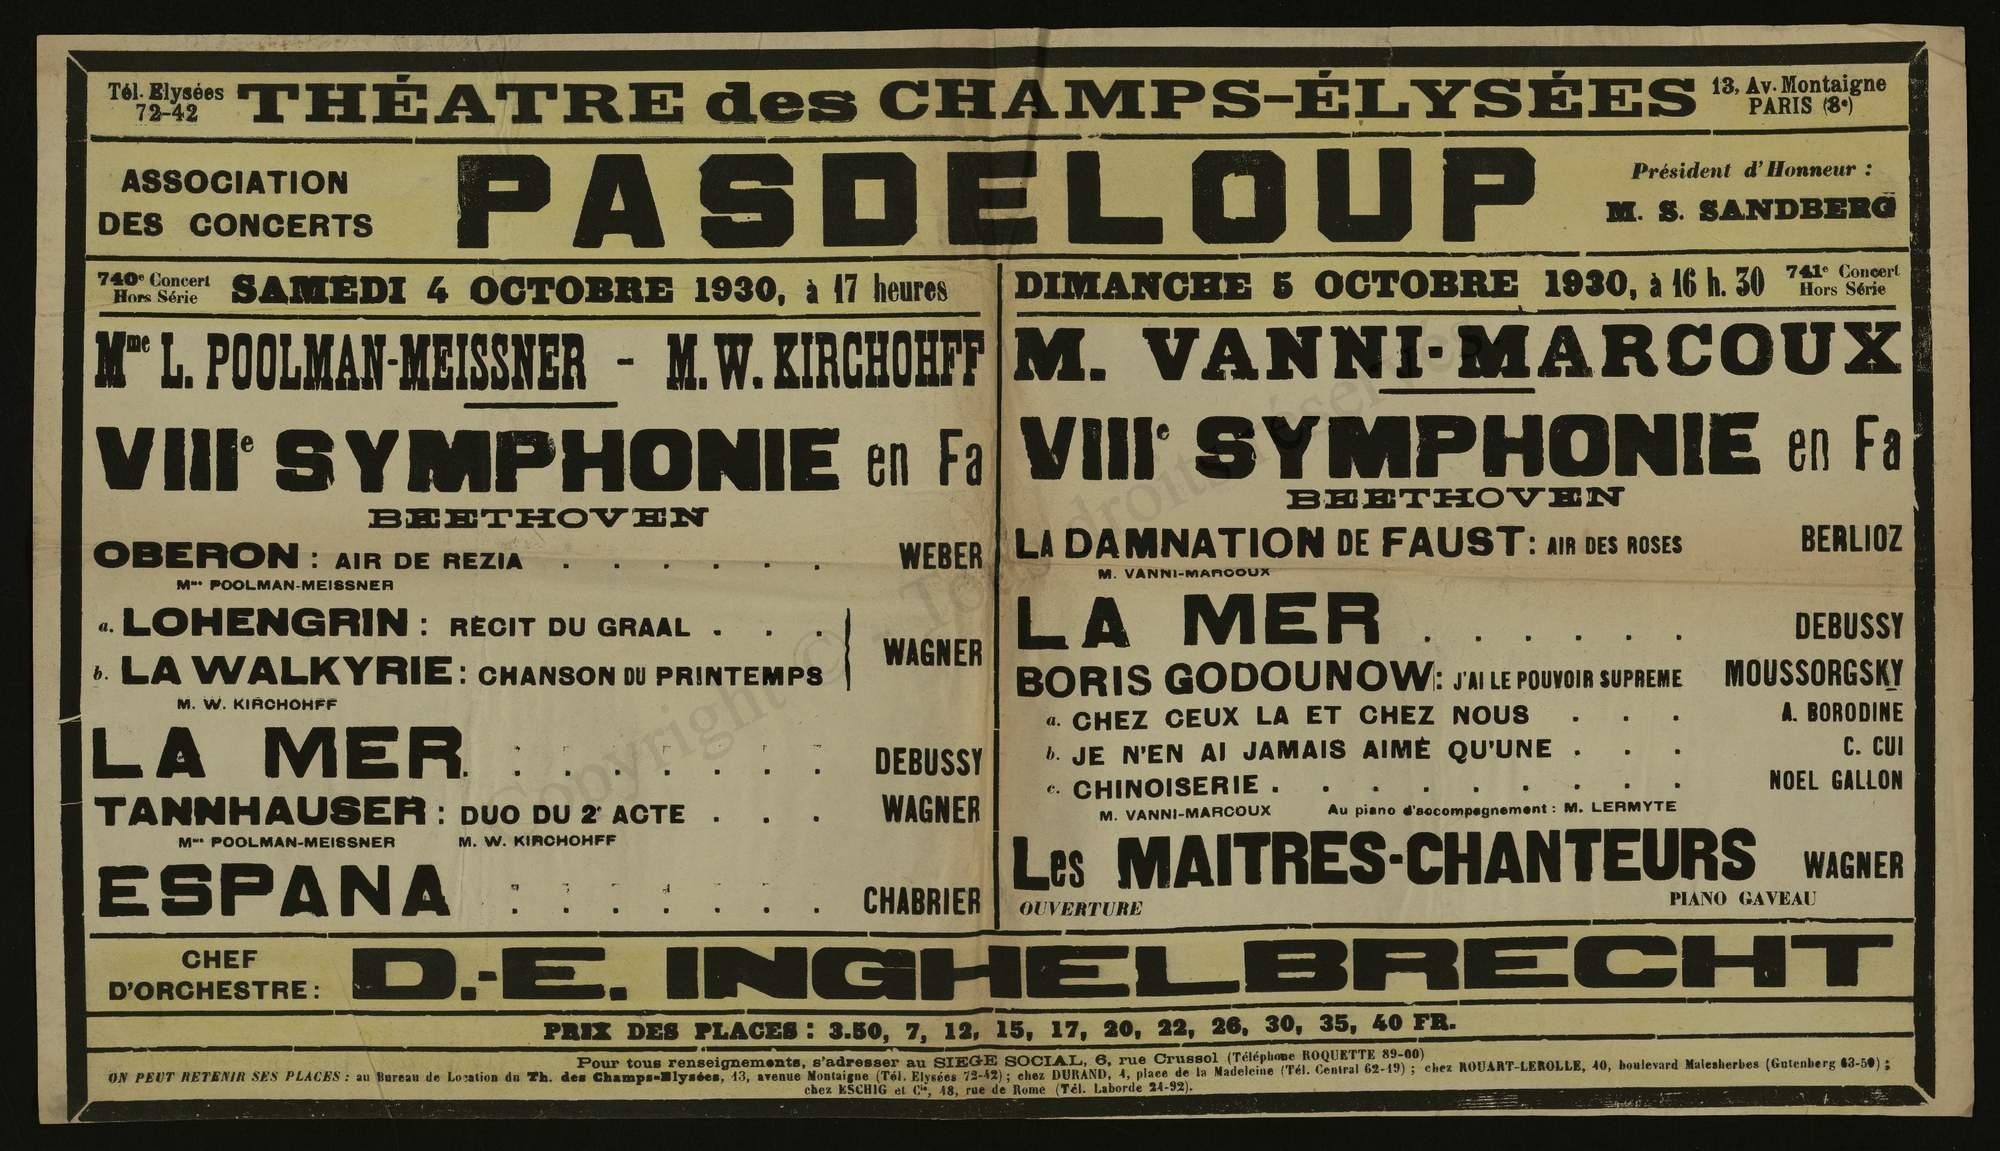 Tél. Elysées
72-42
THÉATRE des CHAMPS-ÉLYSÉES
13, Av. Montaigne
PARIS (8e)
ASSOCIATION
DES CONCERTS
PASDELOUP
Président d'Honneur :
M. S. SANDBERG
740e Concert
Hors Série
SAMEDI 4 OCTOBRE 1930, à 17 heures
Mme L. POOLMAN-MEISSNER - M. W. KIRCHOHFF
VIIIe SYMPHONIE en Fa
BEETHOVEN
OBERON : AIR DE REZIA . . . . . . WEBER
Mme POOLMAN-MEISSNER
a. LOHENGRIN : RÉCIT DU GRAAL . . .
b. LA WALKYRIE : CHANSON DU PRINTEMPS
WAGNER
M. W. KIRCHOHFF
LA MER . . . . . . . . DEBUSSY
TANNHAUSER : DUO DU 2e ACTE . . . WAGNER
Mme POOLMAN-MEISSNER M. W. KIRCHOHFF
ESPANA . . . . . . . CHABRIER
DIMANCHE 5 OCTOBRE 1930, à 16 h. 30
741e Concert
Hors Série
M. VANNI-MARCOUX
VIIIe SYMPHONIE en Fa
BEETHOVEN
LA DAMNATION DE FAUST : AIR DES ROSES BERLIOZ
M. VANNI-MARCOUX
LA MER . . . . . . DEBUSSY
BORIS GODOUNOW : J'AI LE POUVOIR SUPREME MOUSSORGSKY
a. CHEZ CEUX LA ET CHEZ NOUS . . . A. BORODINE
b. JE N'EN AI JAMAIS AIMÉ QU'UNE . . . C. CUI
c. CHINOISERIE . . . . . . . . . NOEL GALLON
M. VANNI-MARCOUX Au piano d'accompagnement : M. LERMYTE
Les MAITRES-CHANTEURS WAGNER
OUVERTURE
PIANO GAVEAU
CHEF
D'ORCHESTRE :
D.-E. INGHELBRECHT
PRIX DES PLACES : 3.50, 7, 12, 15, 17, 20, 22, 26, 30, 35, 40 FR.
Pour tous renseignements, s'adresser au SIEGE SOCIAL, 6, rue Crussol (Téléphone ROQUETTE 89-00)
ON PEUT RETENIR SES PLACES : au Bureau de Location du Th. des Champs-Elysées, 13, avenue Montaigne (Tél. Elysées 72-42) ; chez DURAND, 4, place de la Madeleine (Tél. Central 62-19) ; chez ROUART-LEROLLE, 40, boulevard Malesherbes (Gutenberg 63-50) ;
chez ESCHIG et Cie, 48, rue de Rome (Tél. Laborde 24-92).
Copyright © - Tous droits réservés